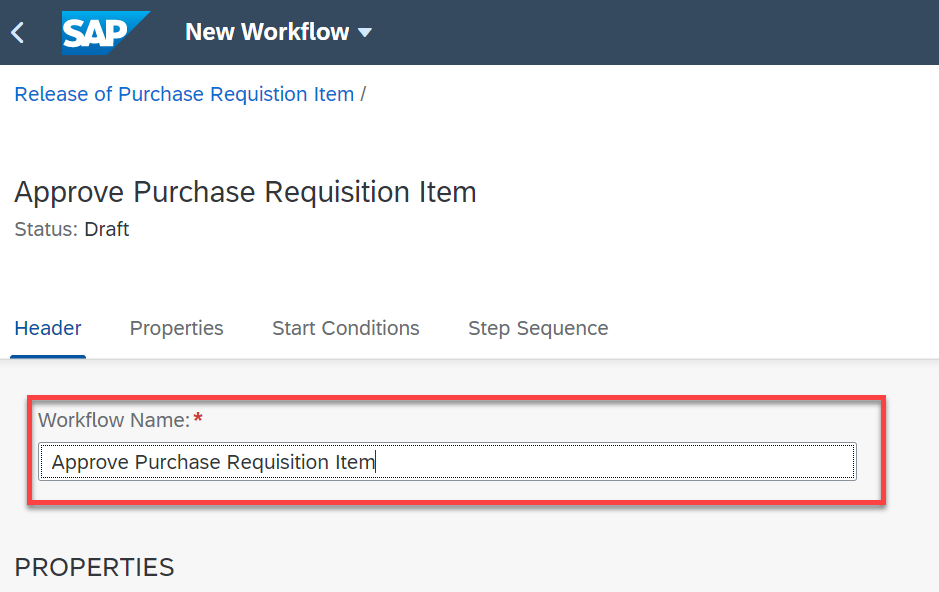 SAP New Workflow
Release of Purchase Requistion Item /
Approve Purchase Requisition Item
Status: Draft
Header Properties Start Conditions Step Sequence
Workflow Name:*
Approve Purchase Requisition Item
PROPERTIES